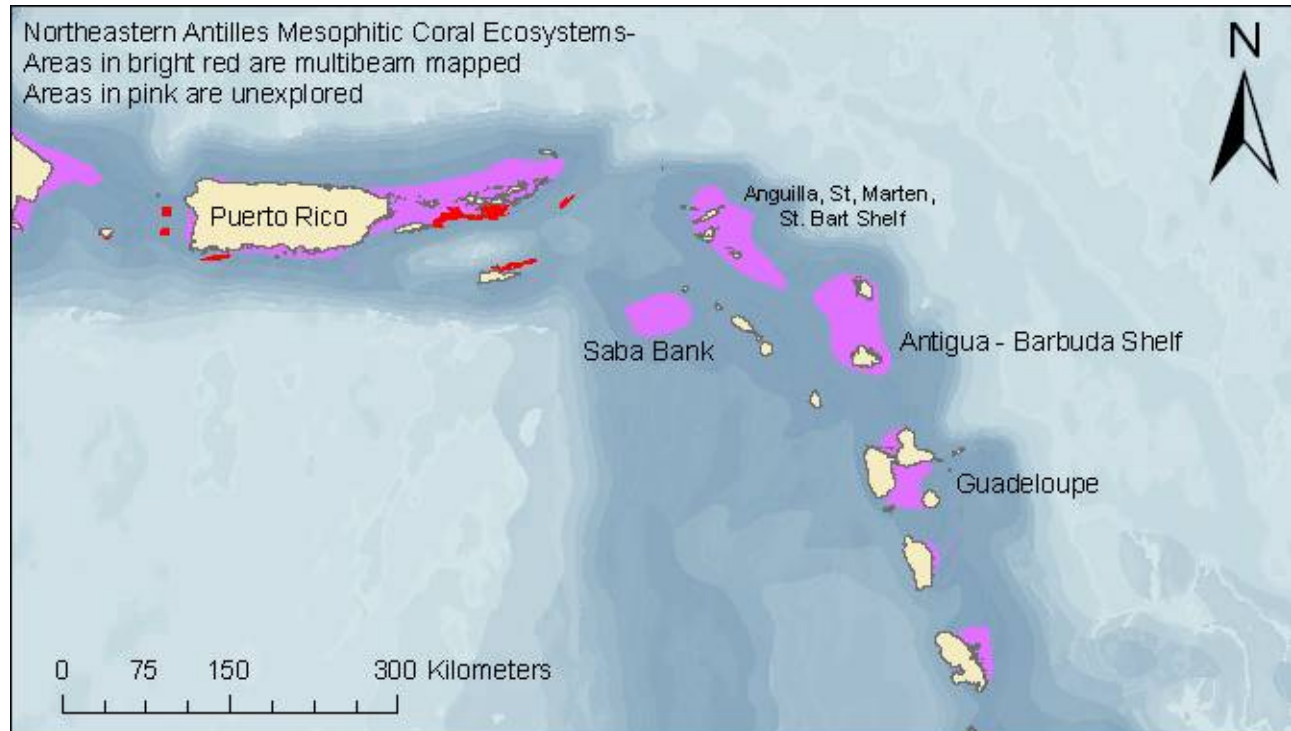 Northeastern Antilles Mesophitic Coral Ecosystems-
Areas in bright red are multibeam mapped
Areas in pink are unexplored
N
Puerto Rico
Anguilla, St, Marten,
St. Bart Shelf
Saba Bank
Antigua - Barbuda Shelf
Guadeloupe
0 75 150 300 Kilometers